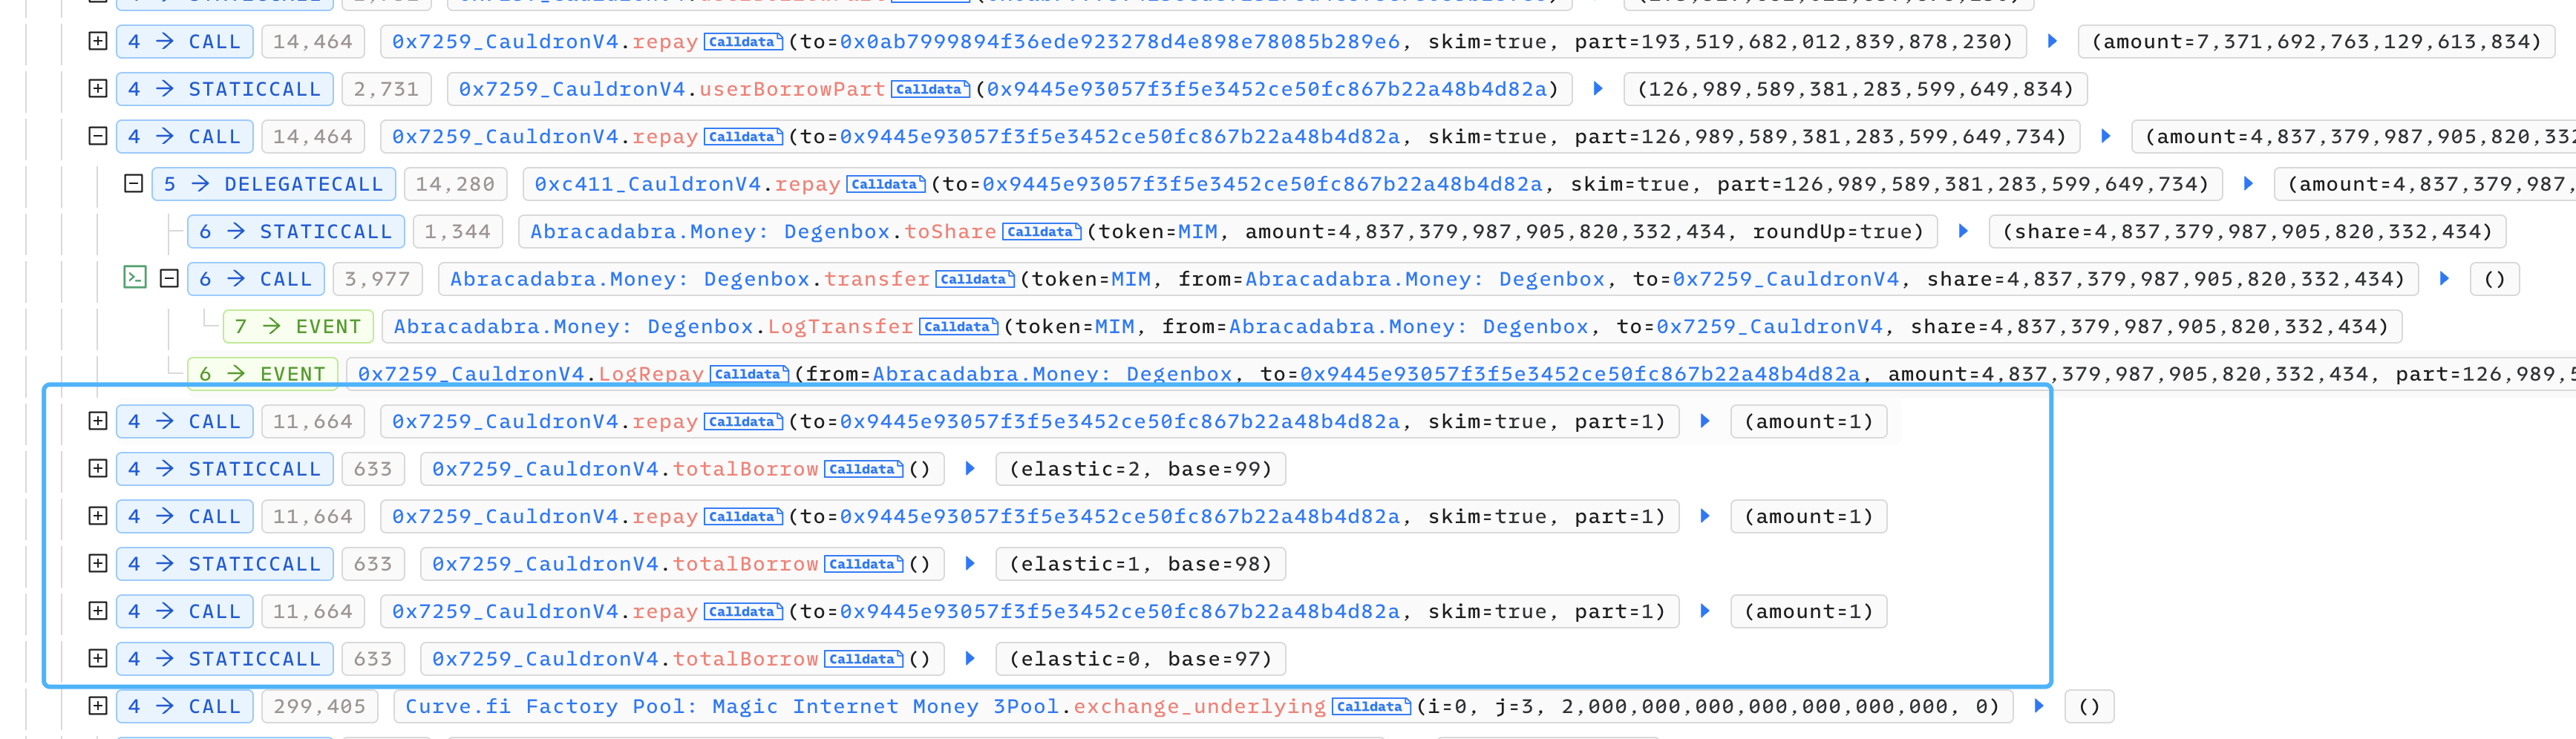 4 → CALL 14,464 0x7259_CauldronV4.repay Calldata (to=0x0ab7999894f36ede923278d4e898e78085b289e6, skim=true, part=193,519,682,012,839,878,230) (amount=7,371,692,763,129,613,834)
4 → STATICCALL 2,731 0x7259_CauldronV4.userBorrowPart Calldata (0x9445e93057f3f5e3452ce50fc867b22a48b4d82a) (126,989,589,381,283,599,649,834)
4 → CALL 14,464 0x7259_CauldronV4.repay Calldata (to=0x9445e93057f3f5e3452ce50fc867b22a48b4d82a, skim=true, part=126,989,589,381,283,599,649,734) (amount=4,837,379,987,905,820,332
5 → DELEGATECALL 14,280 0xc411_CauldronV4.repay Calldata (to=0x9445e93057f3f5e3452ce50fc867b22a48b4d82a, skim=true, part=126,989,589,381,283,599,649,734) (amount=4,837,379,987,
6 → STATICCALL 1,344 Abracadabra.Money: Degenbox.toShare Calldata (token=MIM, amount=4,837,379,987,905,820,332,434, roundUp=true) (share=4,837,379,987,905,820,332,434)
6 → CALL 3,977 Abracadabra.Money: Degenbox.transfer Calldata (token=MIM, from=Abracadabra.Money: Degenbox, to=0x7259_CauldronV4, share=4,837,379,987,905,820,332,434) ()
7 → EVENT Abracadabra.Money: Degenbox.LogTransfer Calldata (token=MIM, from=Abracadabra.Money: Degenbox, to=0x7259_CauldronV4, share=4,837,379,987,905,820,332,434)
6 → EVENT 0x7259_CauldronV4.LogRepay Calldata (from=Abracadabra.Money: Degenbox, to=0x9445e93057f3f5e3452ce50fc867b22a48b4d82a, amount=4,837,379,987,905,820,332,434, part=126,989,5
4 → CALL 11,664 0x7259_CauldronV4.repay Calldata (to=0x9445e93057f3f5e3452ce50fc867b22a48b4d82a, skim=true, part=1) (amount=1)
4 → STATICCALL 633 0x7259_CauldronV4.totalBorrow Calldata () (elastic=2, base=99)
4 → CALL 11,664 0x7259_CauldronV4.repay Calldata (to=0x9445e93057f3f5e3452ce50fc867b22a48b4d82a, skim=true, part=1) (amount=1)
4 → STATICCALL 633 0x7259_CauldronV4.totalBorrow Calldata () (elastic=1, base=98)
4 → CALL 11,664 0x7259_CauldronV4.repay Calldata (to=0x9445e93057f3f5e3452ce50fc867b22a48b4d82a, skim=true, part=1) (amount=1)
4 → STATICCALL 633 0x7259_CauldronV4.totalBorrow Calldata () (elastic=0, base=97)
4 → CALL 299,405 Curve.fi Factory Pool: Magic Internet Money 3Pool.exchange_underlying Calldata (i=0, j=3, 2,000,000,000,000,000,000,000,000, 0) ()